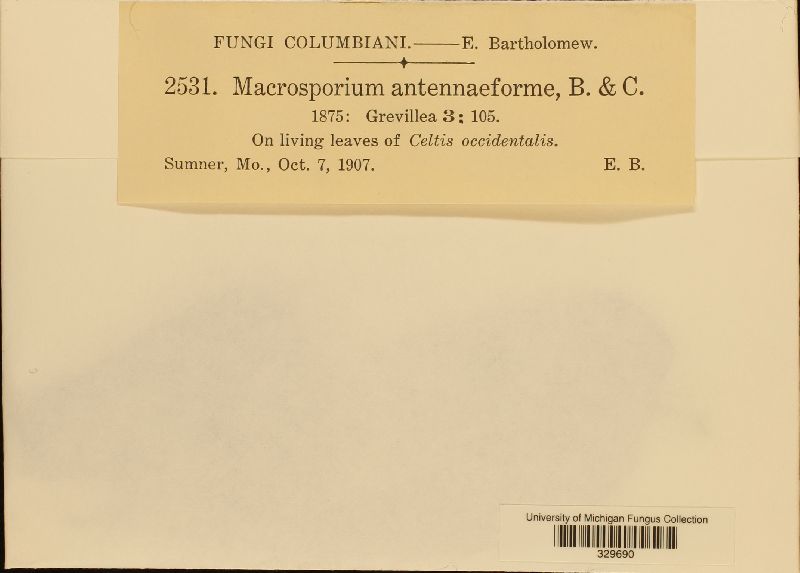 FUNGI COLUMBIANI.——E. Bartholomew.
2531. Macrosporium antennaeforme, B. & C.
1875: Grevillea 3: 105.
On living leaves of Celtis occidentalis.
Sumner, Mo., Oct. 7, 1907. E. B.
University of Michigan Fungus Collection
329690